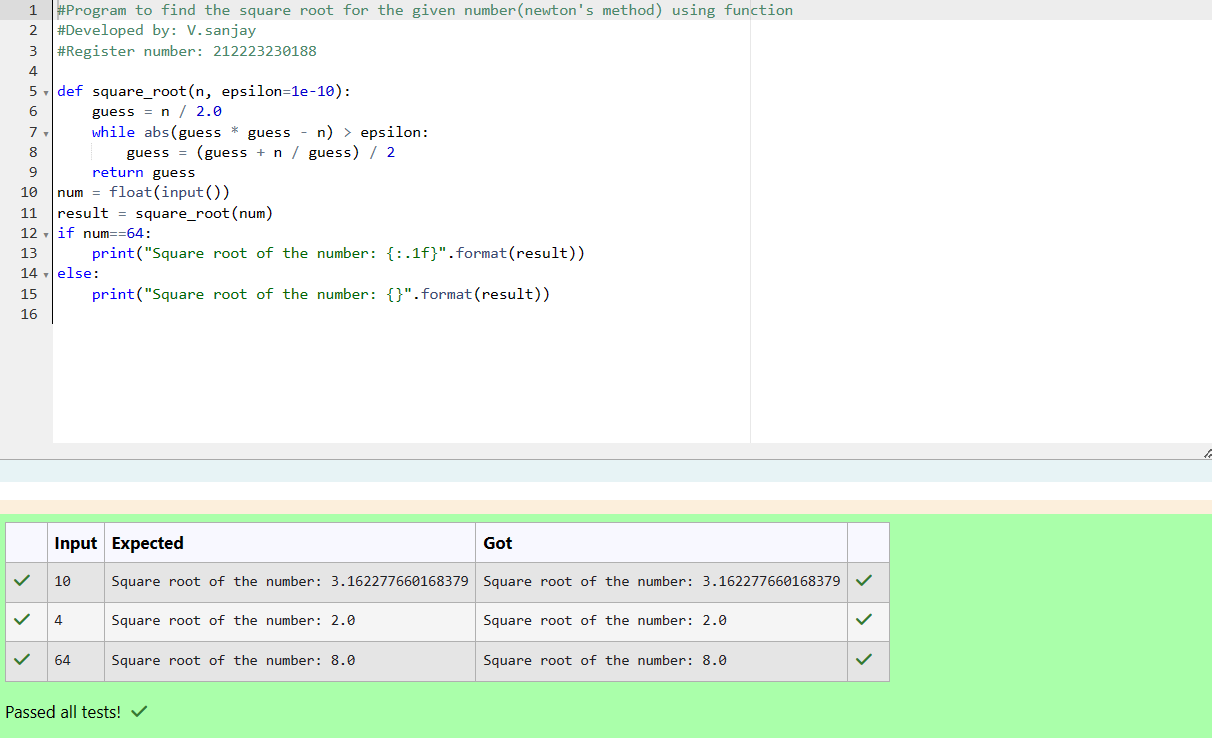 1 #Program to find the square root for the given number(newton's method) using function
2 #Developed by: V.sanjay
3 #Register number: 212223230188
4
5 def square_root(n, epsilon=1e-10):
6     guess = n / 2.0
7     while abs(guess * guess - n) > epsilon:
8         guess = (guess + n / guess) / 2
9     return guess
10 num = float(input())
11 result = square_root(num)
12 if num==64:
13     print("Square root of the number: {:.1f}".format(result))
14 else:
15     print("Square root of the number: {}".format(result))
16
Input Expected Got
10 Square root of the number: 3.162277660168379 Square root of the number: 3.162277660168379
4 Square root of the number: 2.0 Square root of the number: 2.0
64 Square root of the number: 8.0 Square root of the number: 8.0
Passed all tests!